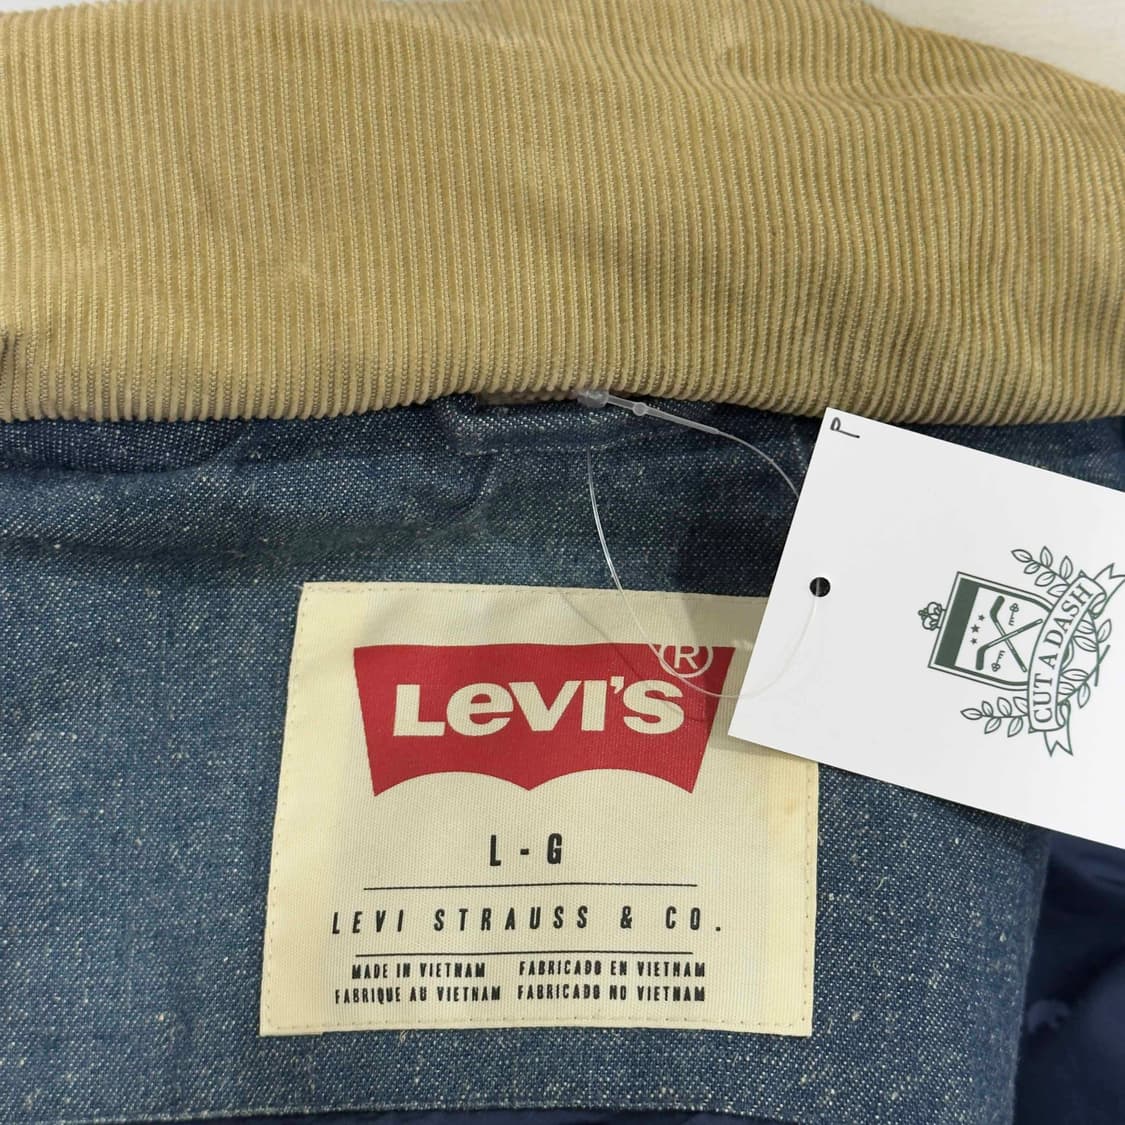 P
CUT A DASH
LEVI'S ®
L - G
LEVI STRAUSS & CO.
MADE IN VIETNAM FABRICADO EN VIETNAM
FABRIQUE AU VIETNAM FABRICADO NO VIETNAM